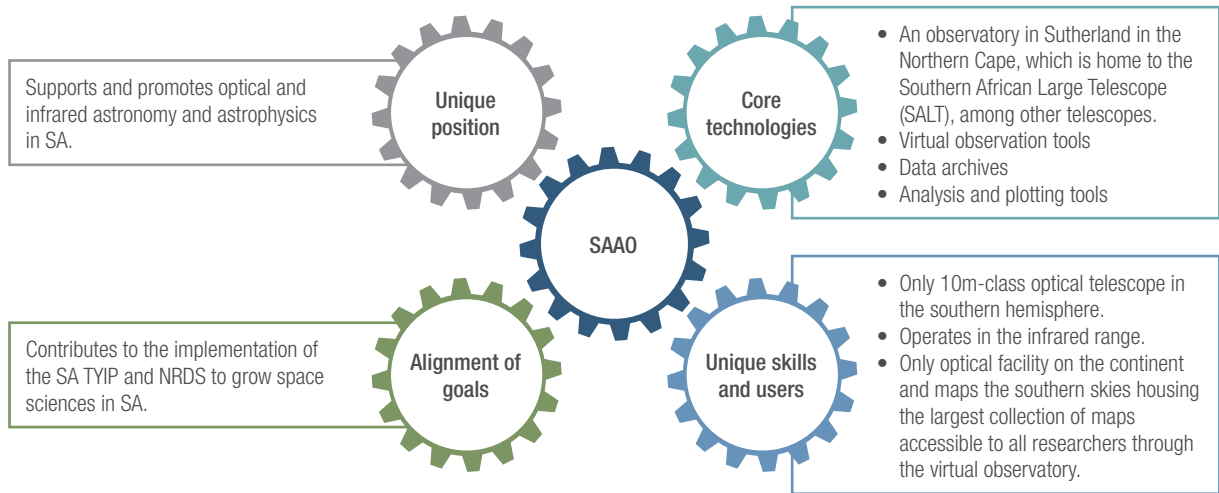 Supports and promotes optical and
infrared astronomy and astrophysics
in SA.
Unique
position
Core
technologies
• An observatory in Sutherland in the
Northern Cape, which is home to the
Southern African Large Telescope
(SALT), among other telescopes.
• Virtual observation tools
• Data archives
• Analysis and plotting tools
SAAO
Contributes to the implementation of
the SA TYIP and NRDS to grow space
sciences in SA.
Alignment of
goals
Unique skills
and users
• Only 10m-class optical telescope in
the southern hemisphere.
• Operates in the infrared range.
• Only optical facility on the continent
and maps the southern skies housing
the largest collection of maps
accessible to all researchers through
the virtual observatory.